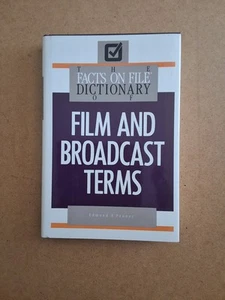 THE
FACTS ON FILE
DICTIONARY
OF
FILM AND
BROADCAST
TERMS